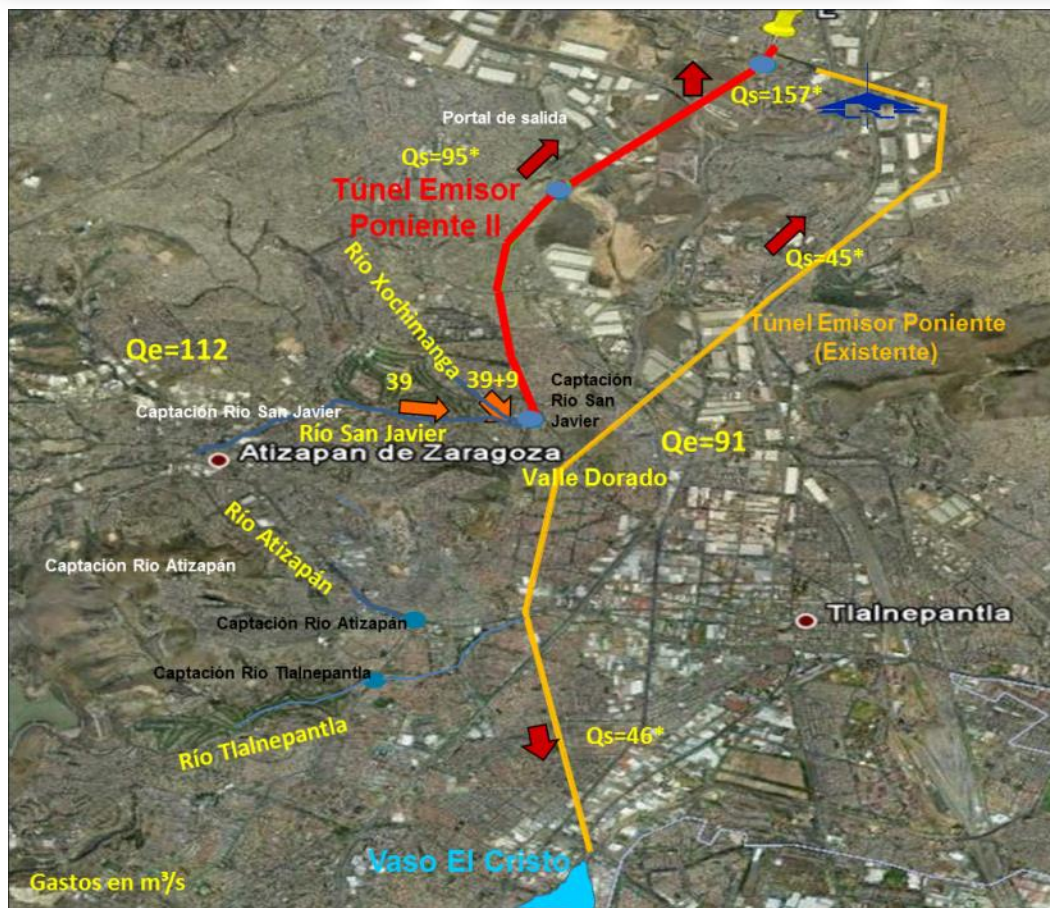 Qs=157*
Portal de salida
Qs=95*
Túnel Emisor
Poniente II
Qs=45*
Río Xochimanga
Túnel Emisor Poniente
(Existente)
Qe=112
39
39+9
Captación
Río San
Javier
Captación Río San Javier
Río San Javier
Qe=91
Atizapan de Zaragoza
Valle Dorado
Río Atizapán
Captación Río Atizapán
Captación Río Atizapán
Tlalnepantla
Captación Río Tlalnepantla
Río Tlalnepantla
Qs=46*
Vaso El Cristo
Gastos en m³/s